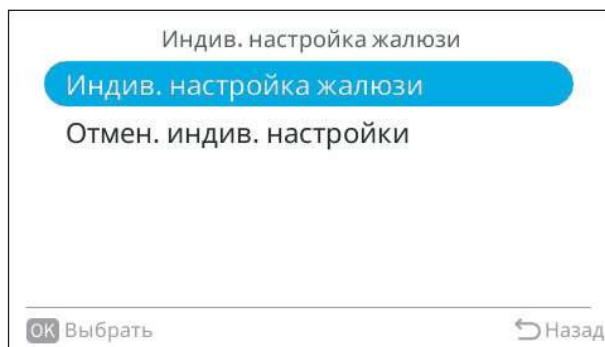 Индив. настройка жалюзи
Индив. настройка жалюзи
Отмен. индив. настройки
OK Выбрать
Назад